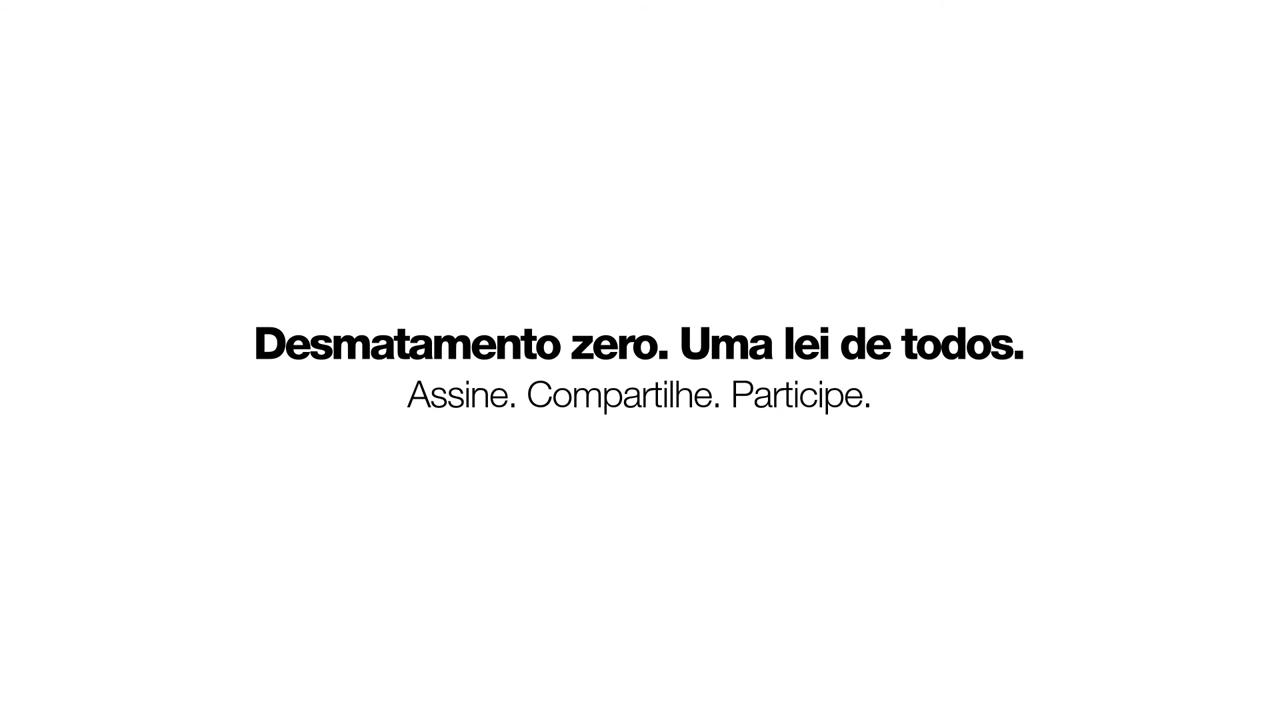 Desmatamento zero. Uma lei de todos.
Assine. Compartilhe. Participe.